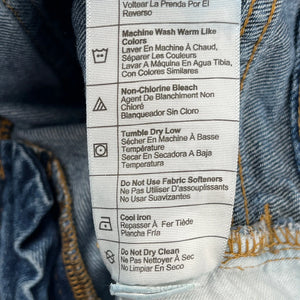 Voltear La Prenda Por El
Reverso
Machine Wash Warm Like
Colors
Laver En Machine À Chaud,
Séparer Les Couleurs
Lavar A Máquina En Agua Tibia,
Con Colores Similares
Non-Chlorine Bleach
Agent De Blanchiment Non
Chloré
Blanqueador Sin Cloro
Tumble Dry Low
Sécher En Machine À Basse
Température
Secar En Secadora A Baja
Temperatura
Do Not Use Fabric Softeners
Ne Pas Utiliser D'assouplissants
No Usar Suavizantes
Cool iron
Repasser À Fer Tiède
Plancha Fría
Do Not Dry Clean
Ne Pas Nettoyer À Sec
No Limpiar En Seco